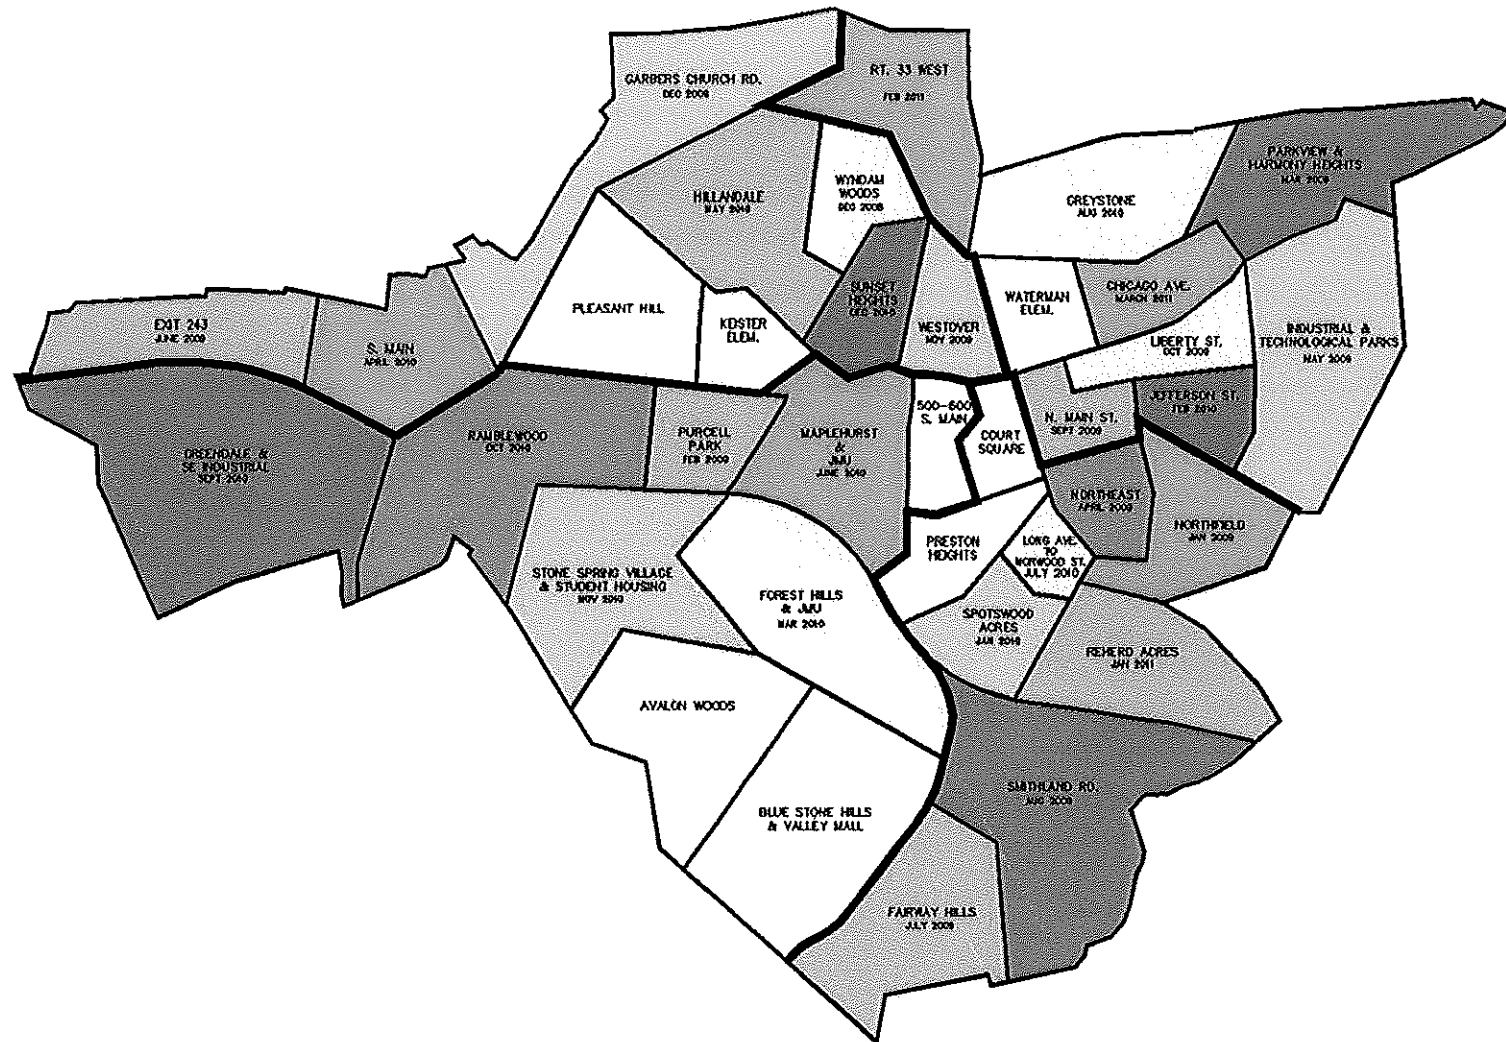 GARBERS CHURCH RD.
DEC 2009
RT. 33 WEST
FEB 2011
PARKVIEW &
HARMONY HEIGHTS
MAR 2009
HILLANDALE
MAY 2010
WYNDAM
WOODS
DEC 2008
GREYSTONE
AUG 2010
SUNSET
HEIGHTS
DEC 2010
WESTOVER
NOV 2009
WATERMAN
ELEM.
CHICAGO AVE.
MARCH 2011
LIBERTY ST.
OCT 2009
INDUSTRIAL &
TECHNOLOGICAL PARKS
MAY 2009
PLEASANT HILL
KEISTER
ELEM.
EXIT 243
JUNE 2009
S. MAIN
APRIL 2010
JEFFERSON ST.
FEB 2010
500-600
S. MAIN
N. MAIN ST.
SEPT 2009
COURT
SQUARE
RAMBLEWOOD
OCT 2010
PURCELL
PARK
FEB 2009
MAPLEHURST
&
JMU
JUNE 2010
GREENDALE &
SE INDUSTRIAL
SEPT 2010
NORTHEAST
APRIL 2009
NORTHFIELD
JAN 2009
PRESTON
HEIGHTS
LONG AVE.
TO
NORWOOD ST.
JULY 2010
STONE SPRING VILLAGE
& STUDENT HOUSING
NOV 2010
FOREST HILLS
& JMU
MAR 2010
SPOTSWOOD
ACRES
JAN 2010
REHERD ACRES
JAN 2011
AVALON WOODS
SMITHLAND RD.
AUG 2009
BLUE STONE HILLS
& VALLEY MALL
FAIRWAY HILLS
JULY 2009